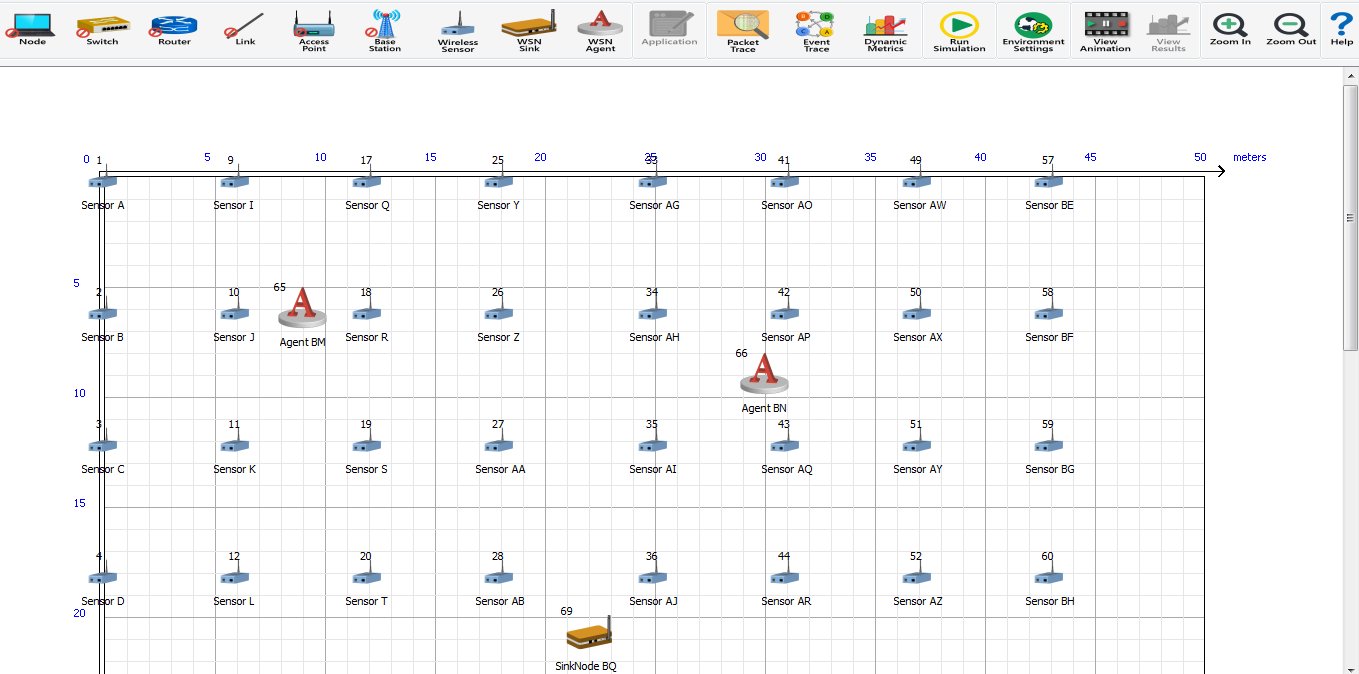 Node
Switch
Router
Link
Access
Point
Base
Station
Wireless
Sensor
WSN
Sink
WSN
Agent
Application
Packet
Trace
Event
Trace
Dynamic
Metrics
Run
Simulation
Environment
Settings
View
Animation
View
Results
Zoom In
Zoom Out
Help
0 5 10 15 20 25 30 35 40 45 50 meters
1 9 17 25 33 41 49 57
Sensor A Sensor I Sensor Q Sensor Y Sensor AG Sensor AO Sensor AW Sensor BE
5
2 10 65 18 26 34 42 50 58
A
Sensor B Sensor J Agent BM Sensor R Sensor Z Sensor AH Sensor AP Sensor AX Sensor BF
66
A
10
Agent BN
3 11 19 27 35 43 51 59
Sensor C Sensor K Sensor S Sensor AA Sensor AI Sensor AQ Sensor AY Sensor BG
15
4 12 20 28 36 44 52 60
Sensor D Sensor L Sensor T Sensor AB Sensor AJ Sensor AR Sensor AZ Sensor BH
20
69
SinkNode BQ